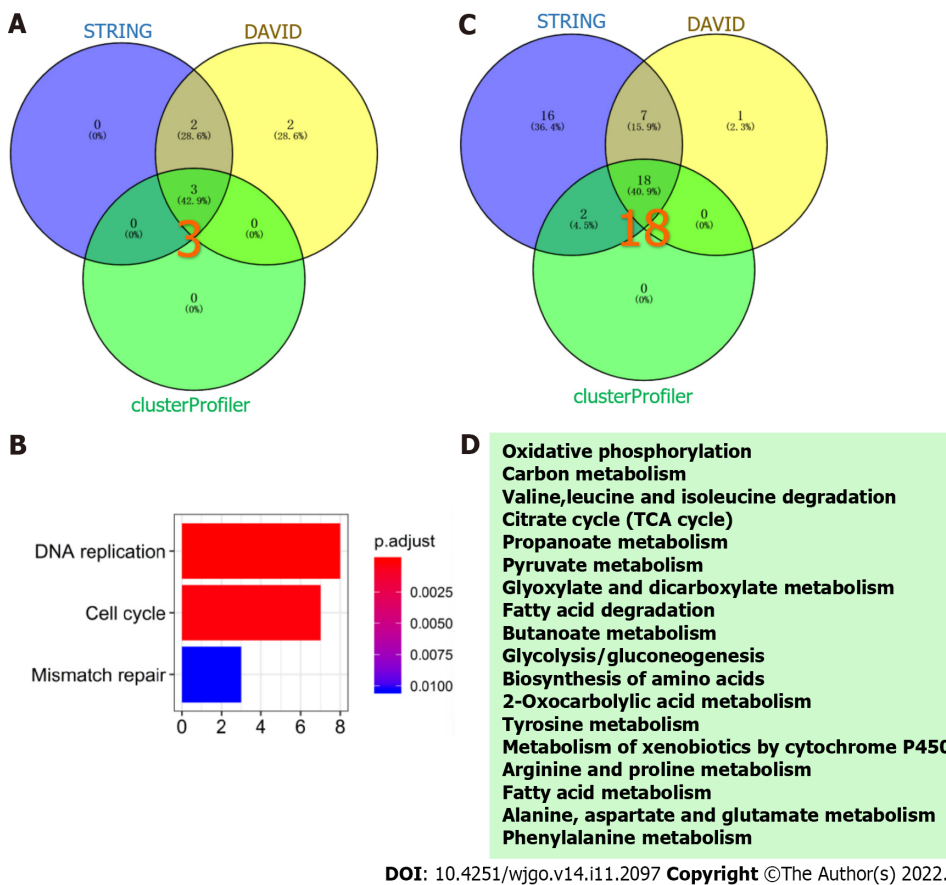 A
STRING
DAVID
0
(0%)
2
(28.6%)
2
(28.6%)
3
(42.9%)
0
(0%)
3
0
(0%)
0
(0%)
clusterProfiler
C
STRING
DAVID
16
(36.4%)
7
(15.9%)
1
(2.3%)
18
(40.9%)
2
(4.5%)
18
0
(0%)
0
(0%)
clusterProfiler
B
DNA replication
Cell cycle
Mismatch repair
0 2 4 6 8
p.adjust
0.0025
0.0050
0.0075
0.0100
D
Oxidative phosphorylation
Carbon metabolism
Valine,leucine and isoleucine degradation
Citrate cycle (TCA cycle)
Propanoate metabolism
Pyruvate metabolism
Glyoxylate and dicarboxylate metabolism
Fatty acid degradation
Butanoate metabolism
Glycolysis/gluconeogenesis
Biosynthesis of amino acids
2-Oxocarbolylic acid metabolism
Tyrosine metabolism
Metabolism of xenobiotics by cytochrome P450
Arginine and proline metabolism
Fatty acid metabolism
Alanine, aspartate and glutamate metabolism
Phenylalanine metabolism
DOI: 10.4251/wjgo.v14.i11.2097 Copyright ©The Author(s) 2022.